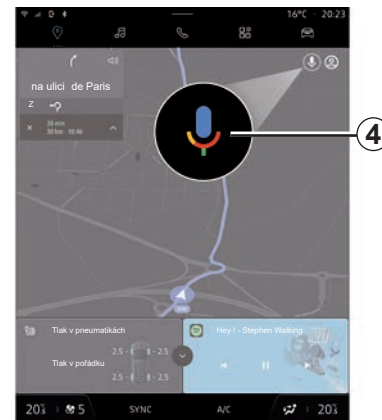 16°C · 20:23
na ulici de Paris
Z
38 min
30 km · 18:46
4
Tlak v pneumatikách
2.5 - - 2.5
Tlak v pořádku
2.5 - - 2.5
Hey ! - Stephen Walking
20 5 SYNC A/C 20